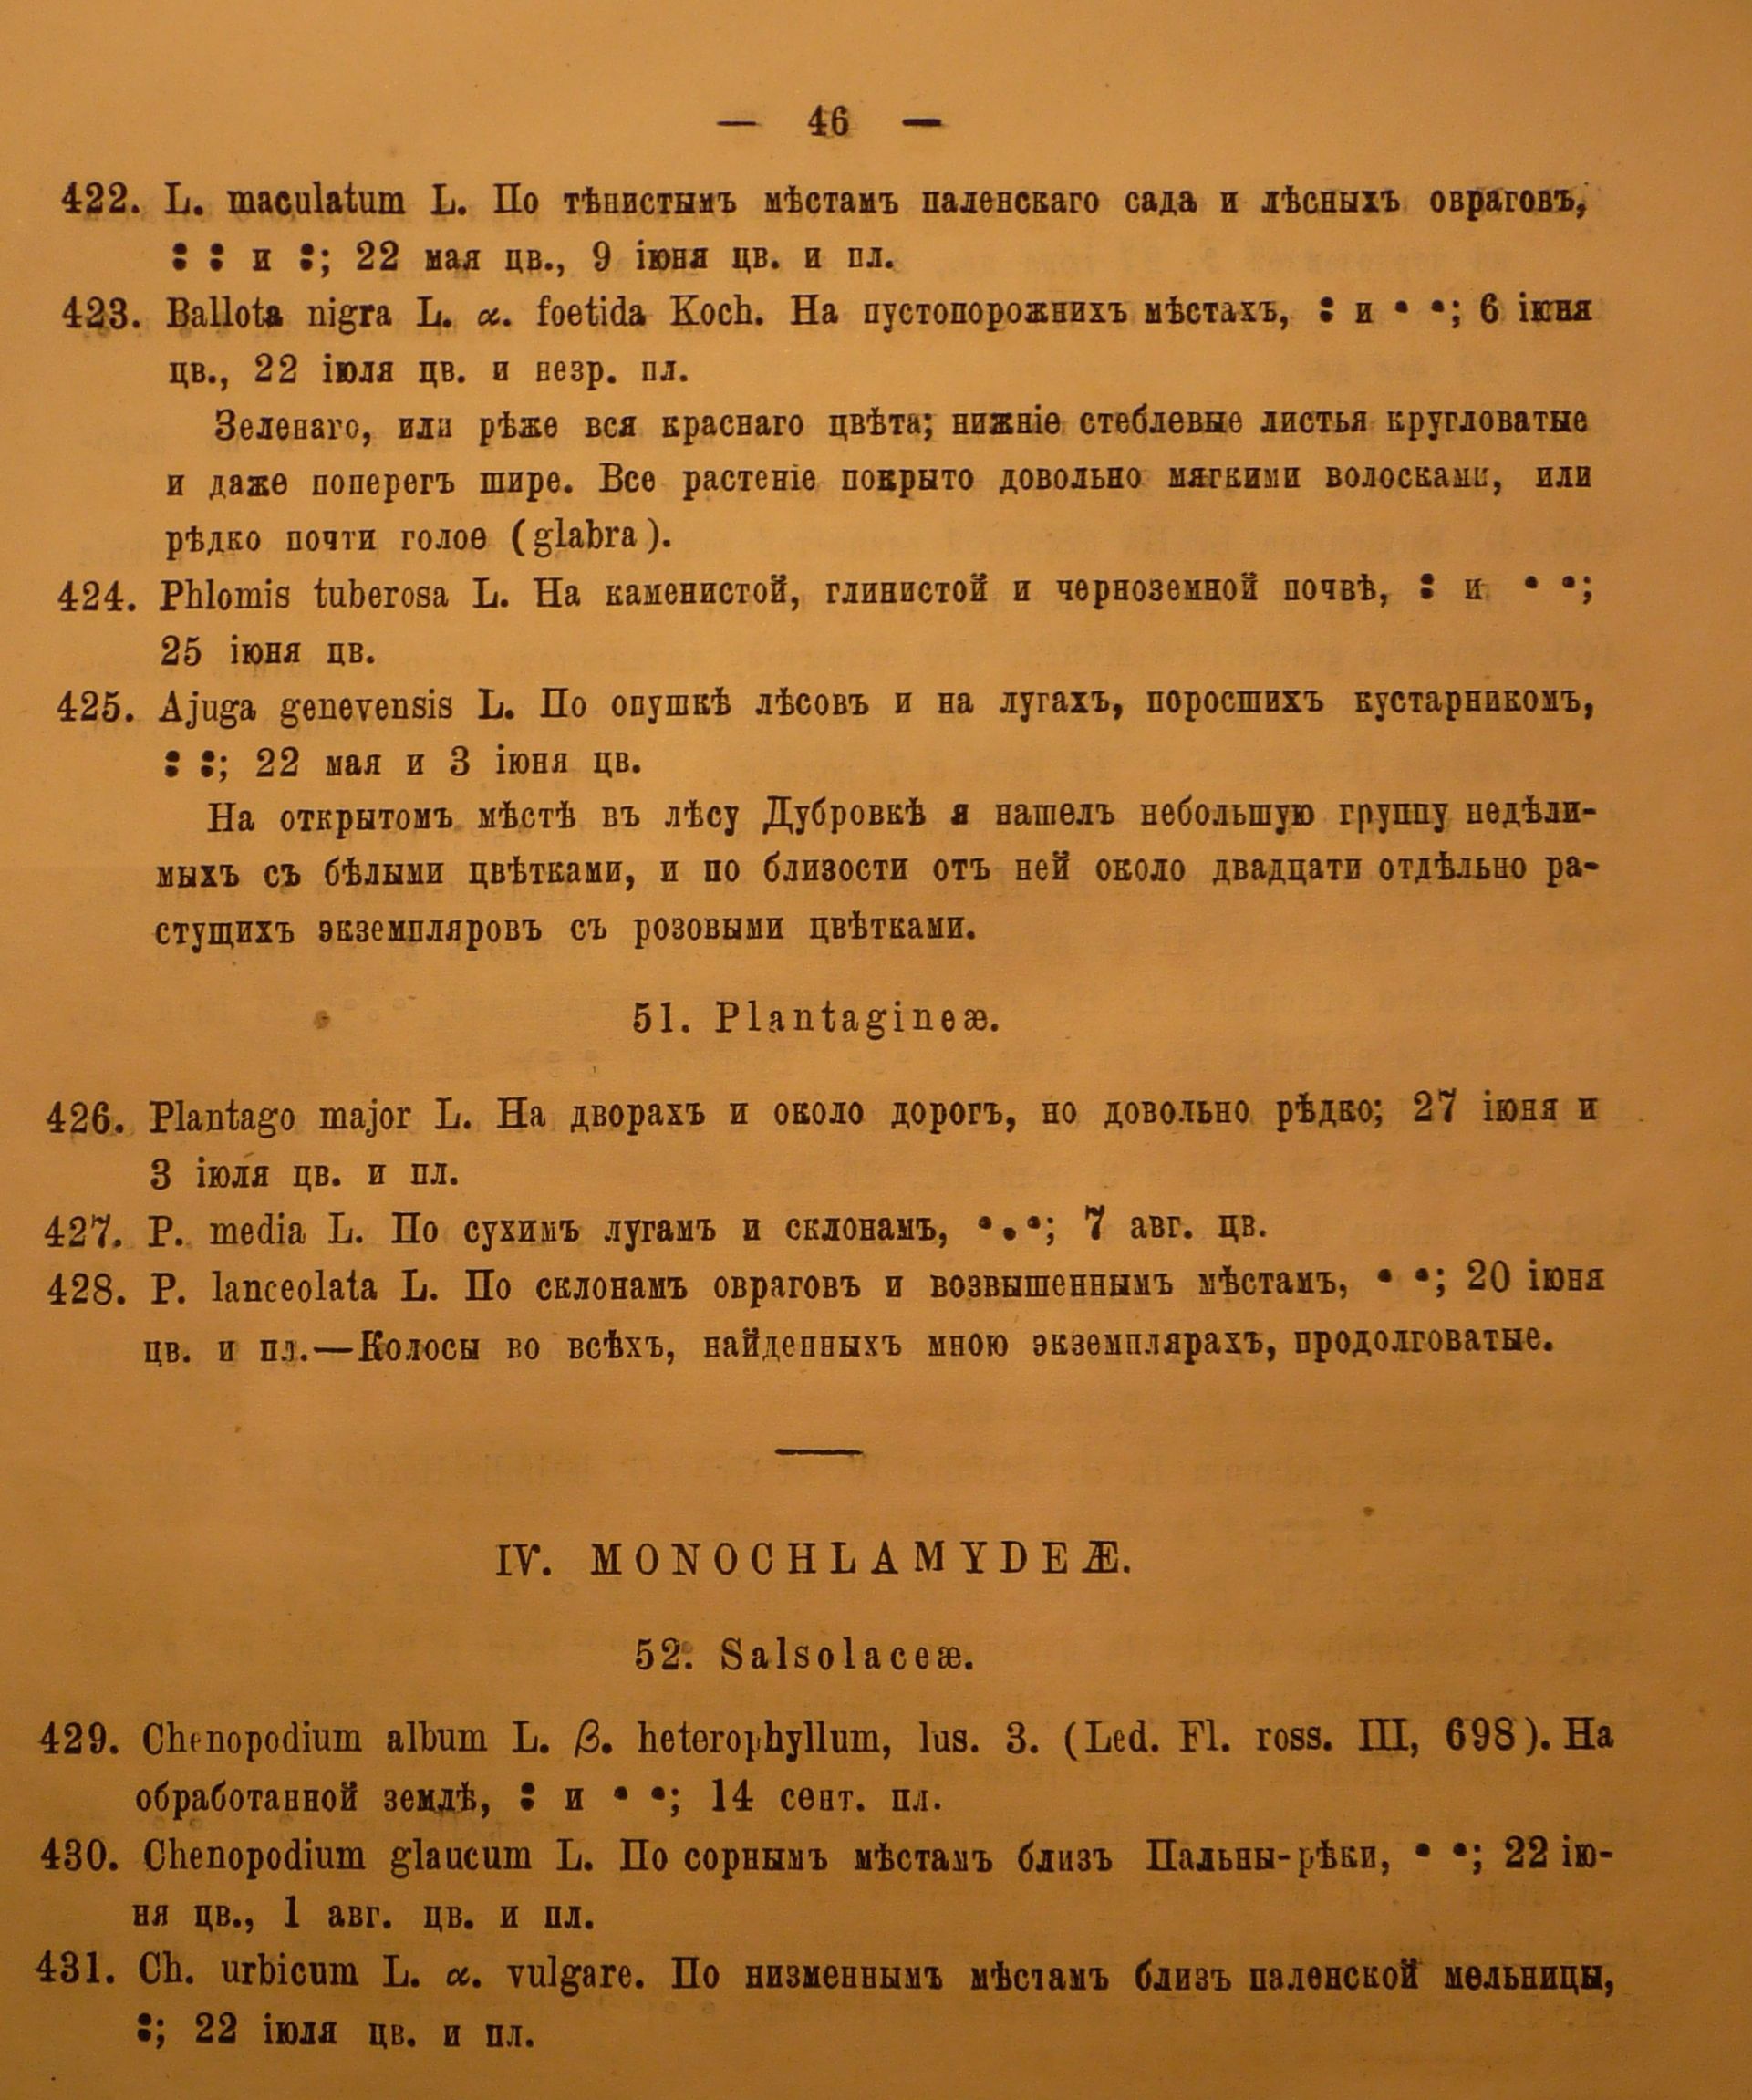 — 46 —
422. L. maculatum L. По тѣнистымъ мѣстамъ паленскаго сада и лѣсныхъ овраговъ,
: : и :; 22 мая цв., 9 іюня цв. и пл.
423. Ballota nigra L. α. foetida Koch. На пустопорожнихъ мѣстахъ, : и • •; 6 іюня
цв., 22 іюля цв. и незр. пл.
Зеленаго, или рѣже вся краснаго цвѣта; нижніе стеблевые листья кругловатые
и даже поперегъ шире. Все растеніе покрыто довольно мягкими волосками, или
рѣдко почти голое (glabra).
424. Phlomis tuberosa L. На каменистой, глинистой и черноземной почвѣ, : и • •;
25 іюня цв.
425. Ajuga genevensis L. По опушкѣ лѣсовъ и на лугахъ, поросшихъ кустарникомъ,
: :; 22 мая и 3 іюня цв.
На открытомъ мѣстѣ въ лѣсу Дубровкѣ я нашелъ небольшую группу недѣли-
мыхъ съ бѣлыми цвѣтками, и по близости отъ ней около двадцати отдѣльно ра-
стущихъ экземпляровъ съ розовыми цвѣтками.
51. Plantagineæ.
426. Plantago major L. На дворахъ и около дорогъ, но довольно рѣдко; 27 іюня и
3 іюля цв. и пл.
427. P. media L. По сухимъ лугамъ и склонамъ, •.•; 7 авг. цв.
428. P. lanceolata L. По склонамъ овраговъ и возвышеннымъ мѣстамъ, • •; 20 іюня
цв. и пл.—Колосы во всѣхъ, найденныхъ мною экземплярахъ, продолговатые.
IV. MONOCHLAMYDEÆ.
52. Salsolaceæ.
429. Chenopodium album L. β. heterophyllum, lus. 3. (Led. Fl. ross. III, 698). На
обработанной землѣ, : и • •; 14 сент. пл.
430. Chenopodium glaucum L. По сорнымъ мѣстамъ близъ Пальны-рѣки, • •; 22 ію-
ня цв., 1 авг. цв. и пл.
431. Ch. urbicum L. α. vulgare. По низменнымъ мѣстамъ близъ паленской мельницы,
:; 22 іюля цв. и пл.